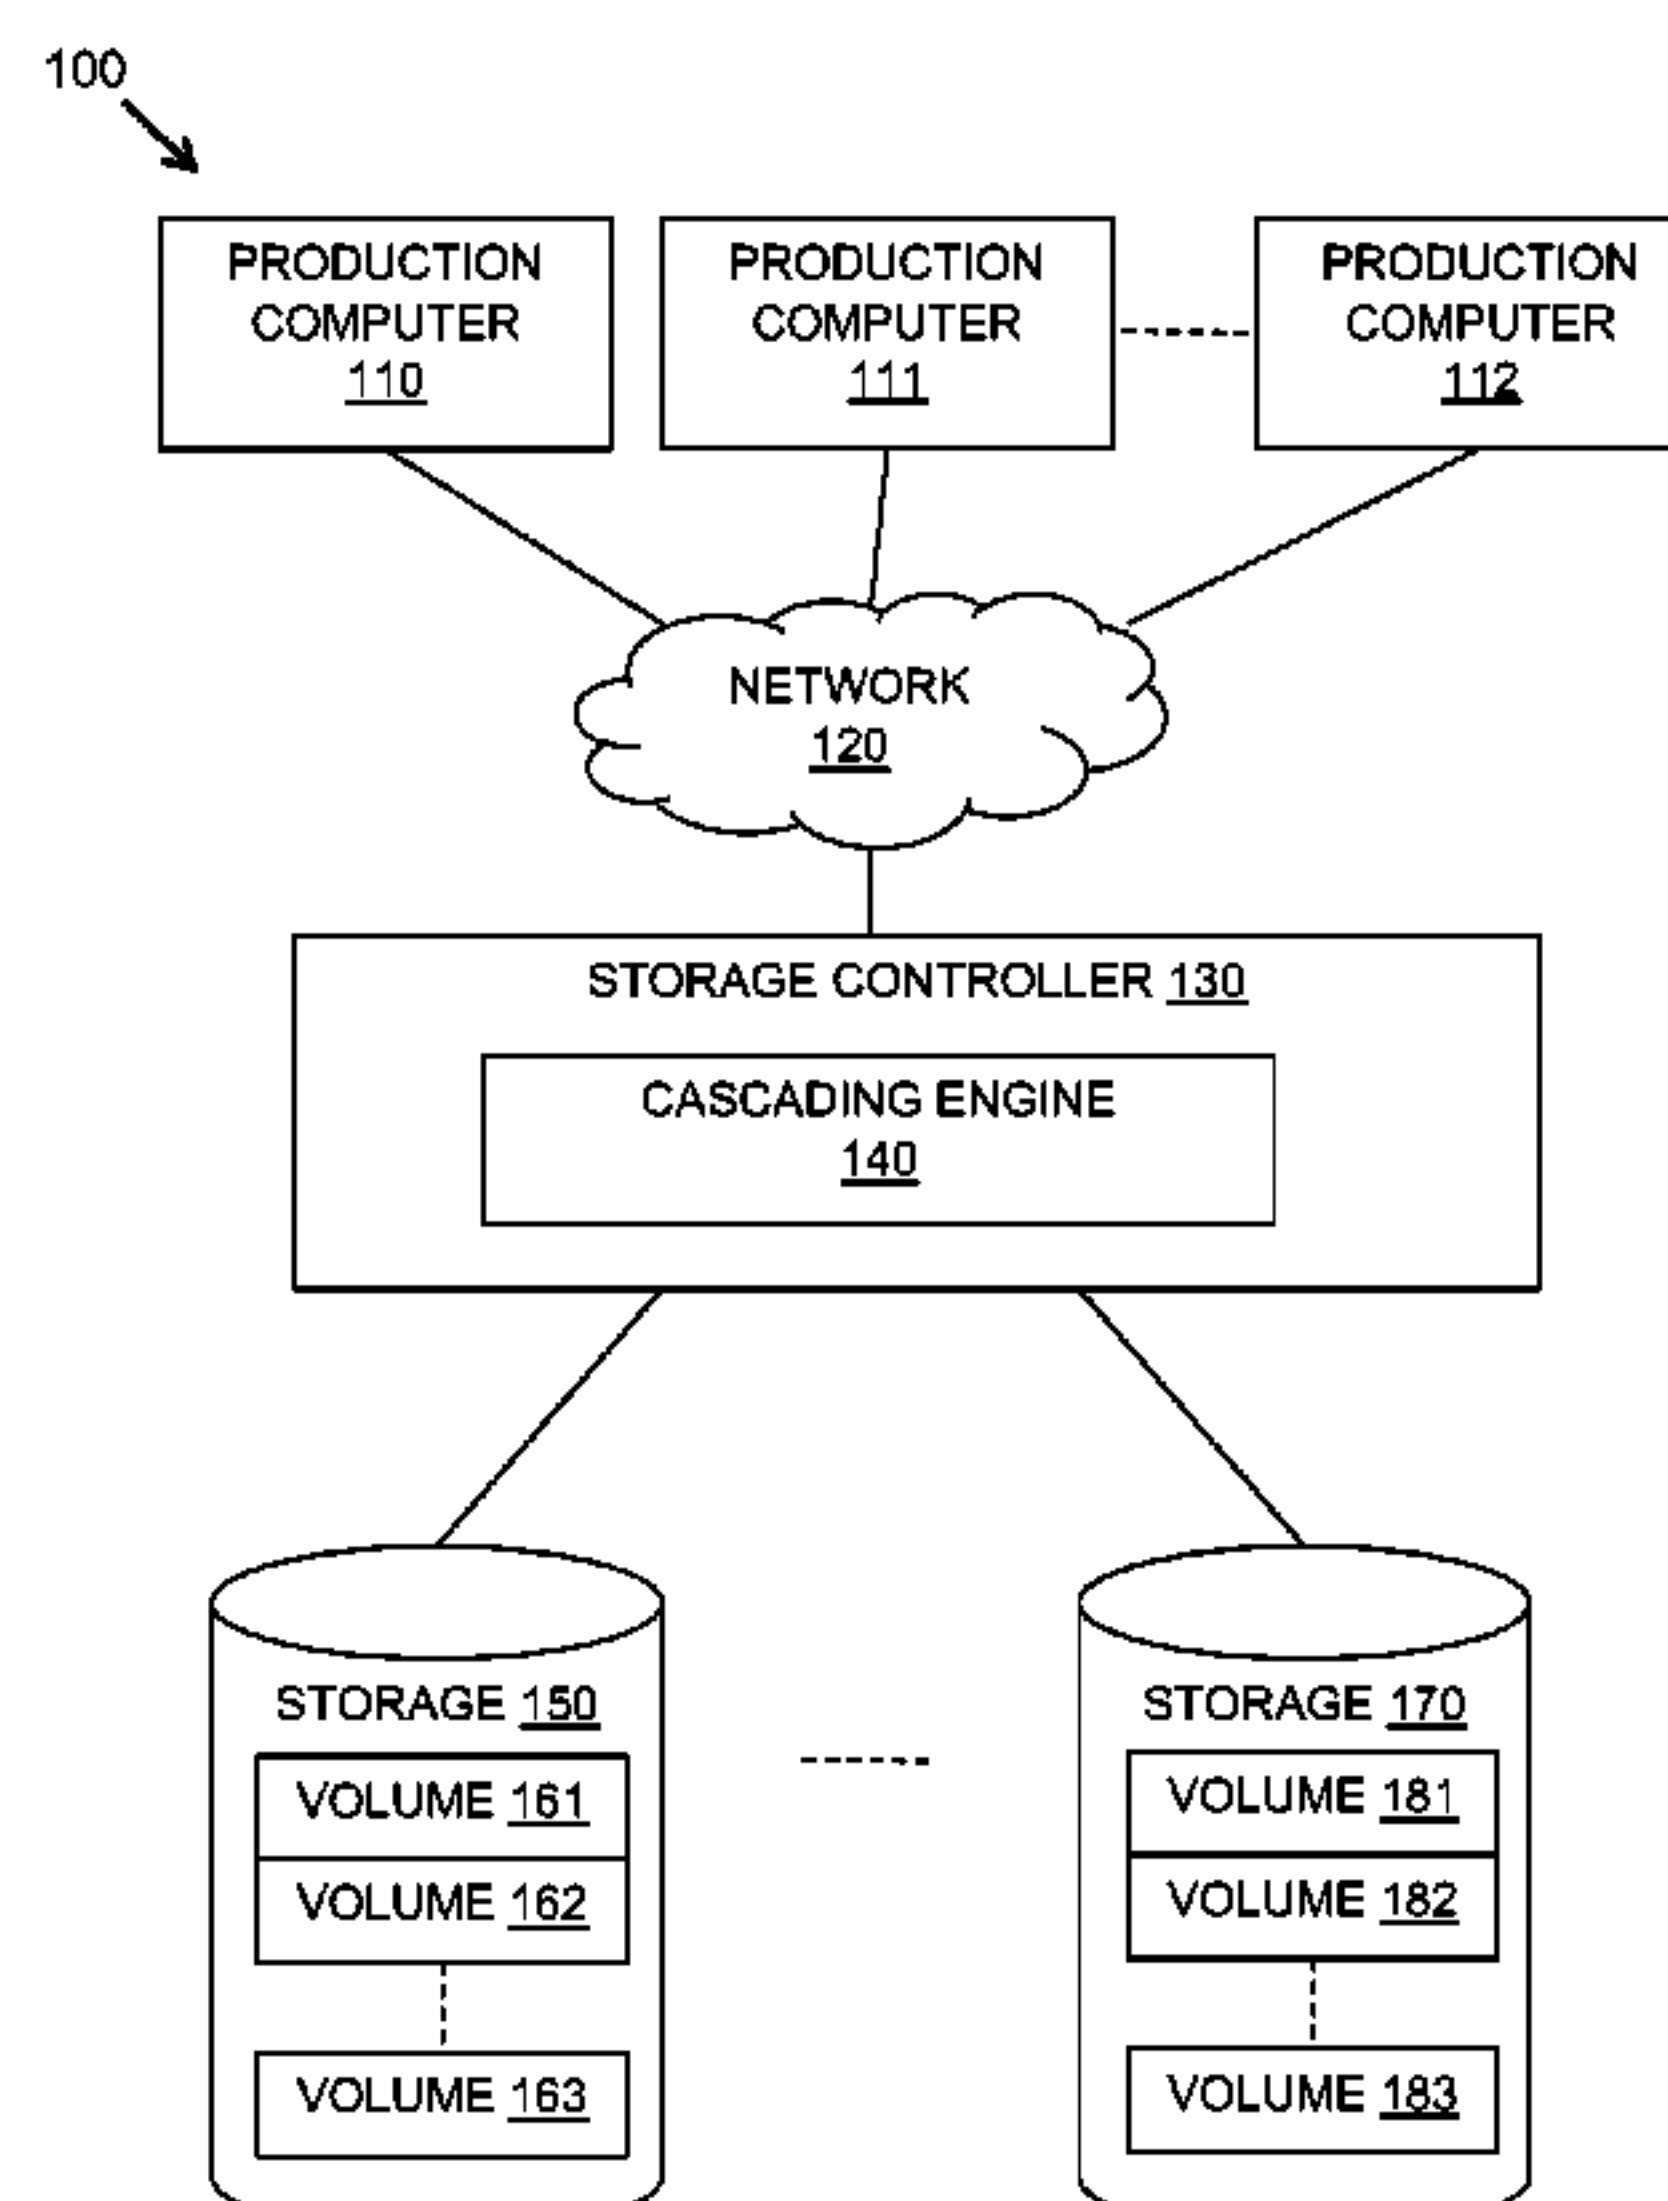 100
PRODUCTION
COMPUTER
110
PRODUCTION
COMPUTER
111
PRODUCTION
COMPUTER
112
NETWORK
120
STORAGE CONTROLLER 130
CASCADING ENGINE
140
STORAGE 150
VOLUME 161
VOLUME 162
VOLUME 163
STORAGE 170
VOLUME 181
VOLUME 182
VOLUME 183